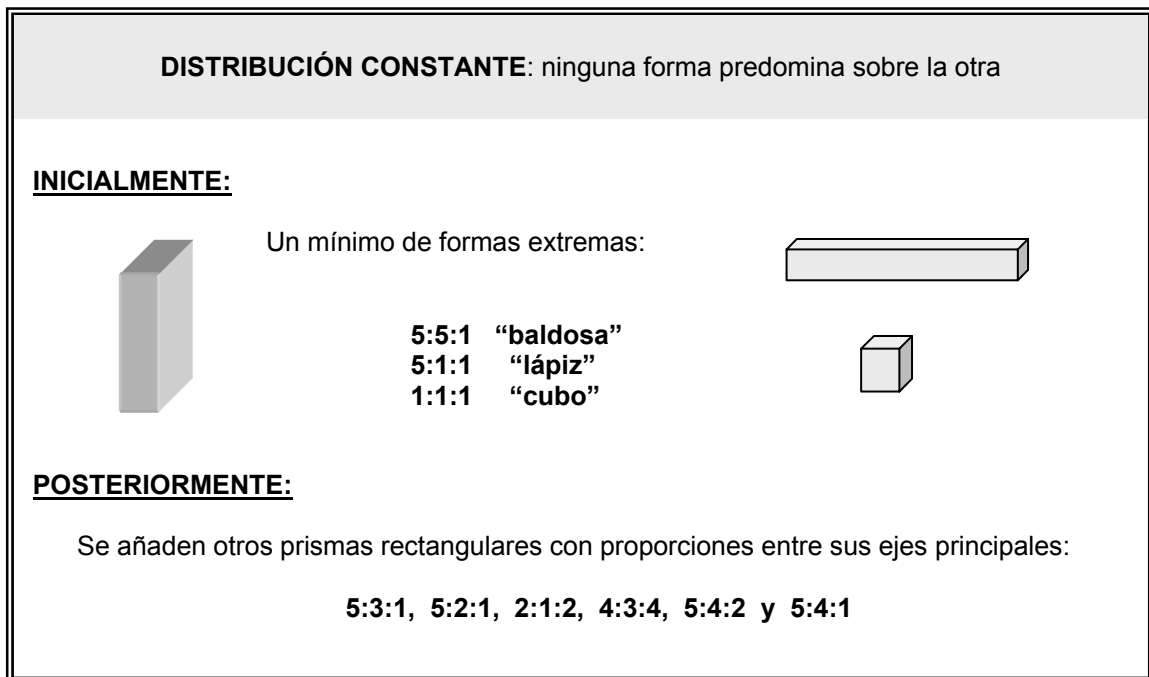 DISTRIBUCIÓN CONSTANTE: ninguna forma predomina sobre la otra
INICIALMENTE:
Un mínimo de formas extremas:
5:5:1 “baldosa”
5:1:1 “lápiz”
1:1:1 “cubo”
POSTERIORMENTE:
Se añaden otros prismas rectangulares con proporciones entre sus ejes principales:
5:3:1, 5:2:1, 2:1:2, 4:3:4, 5:4:2 y 5:4:1